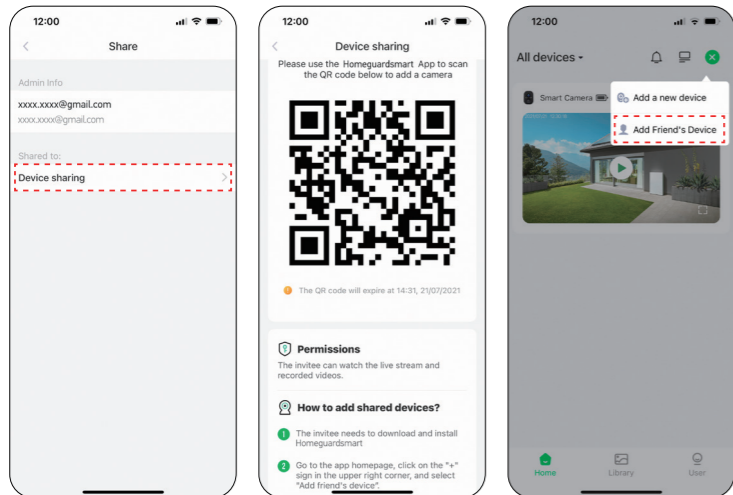 12:00
Share
Admin Info
xxxx.xxxx@gmail.com
xxxx.xxxx@gmail.com
Shared to:
Device sharing
12:00
Device sharing
Please use the Homeguardsmart App to scan
the QR code below to add a camera
The QR code will expire at 14:31, 21/07/2021
Permissions
The invitee can watch the live stream and
recorded videos.
How to add shared devices?
1 The invitee needs to download and install
Homeguardsmart
2 Go to the app homepage, click on the "+"
sign in the upper right corner, and select
"Add friend's device".
12:00
All devices
Add a new device
Smart Camera
Add Friend's Device
Home
Library
User